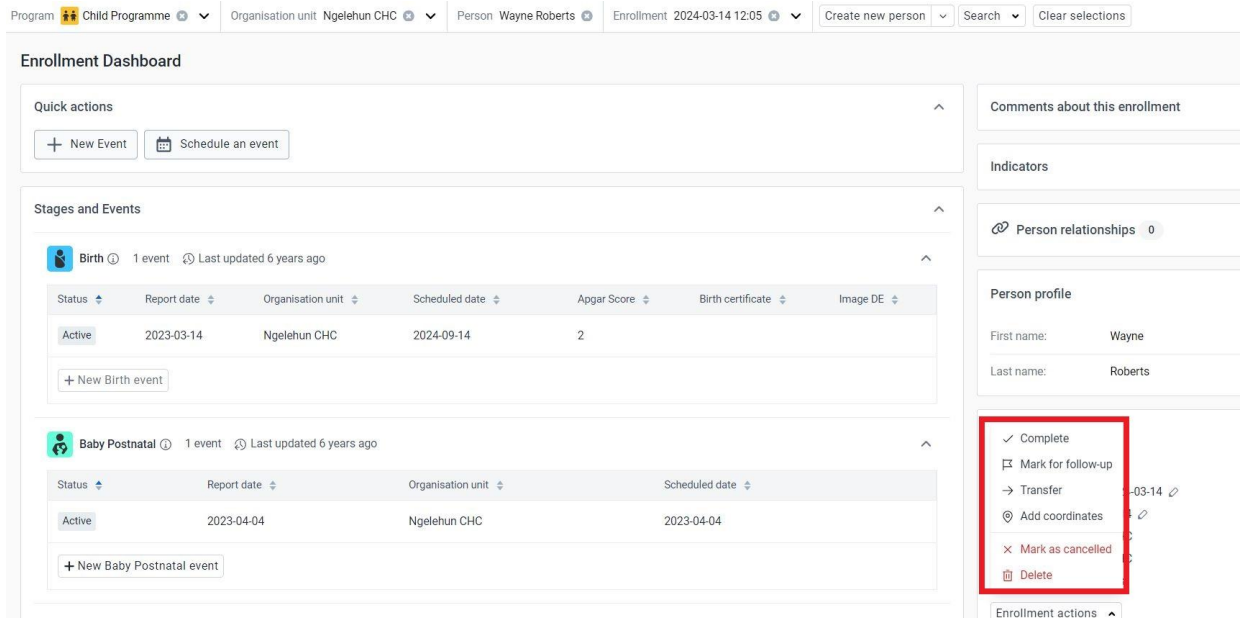 Program Child Programme Organisation unit Ngelehun CHC Person Wayne Roberts Enrollment 2024-03-14 12:05 Create new person Search Clear selections
Enrollment Dashboard
Quick actions
New Event Schedule an event
Stages and Events
Birth 1 event Last updated 6 years ago
Status Report date Organisation unit Scheduled date Apgar Score Birth certificate Image DE
Active 2023-03-14 Ngelehun CHC 2024-09-14 2
+ New Birth event
Baby Postnatal 1 event Last updated 6 years ago
Status Report date Organisation unit Scheduled date
Active 2023-04-04 Ngelehun CHC 2023-04-04
+ New Baby Postnatal event
Comments about this enrollment
Indicators
Person relationships 0
Person profile
First name: Wayne
Last name: Roberts
Complete
Mark for follow-up
Transfer
-03-14
Add coordinates
Mark as cancelled
Delete
Enrollment actions